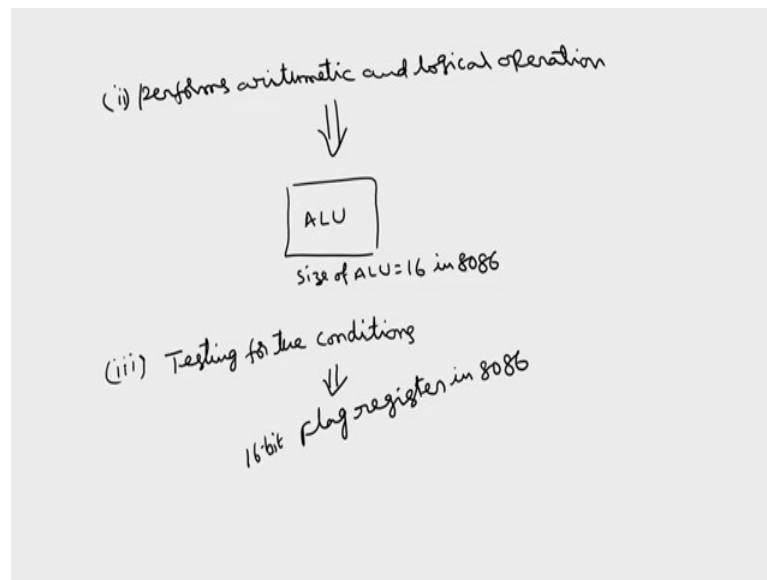 (ii) performs aritmetic and logical operation
ALU
size of ALU=16 in 8086
(iii) Testing for the conditions
16-bit flag register in 8086